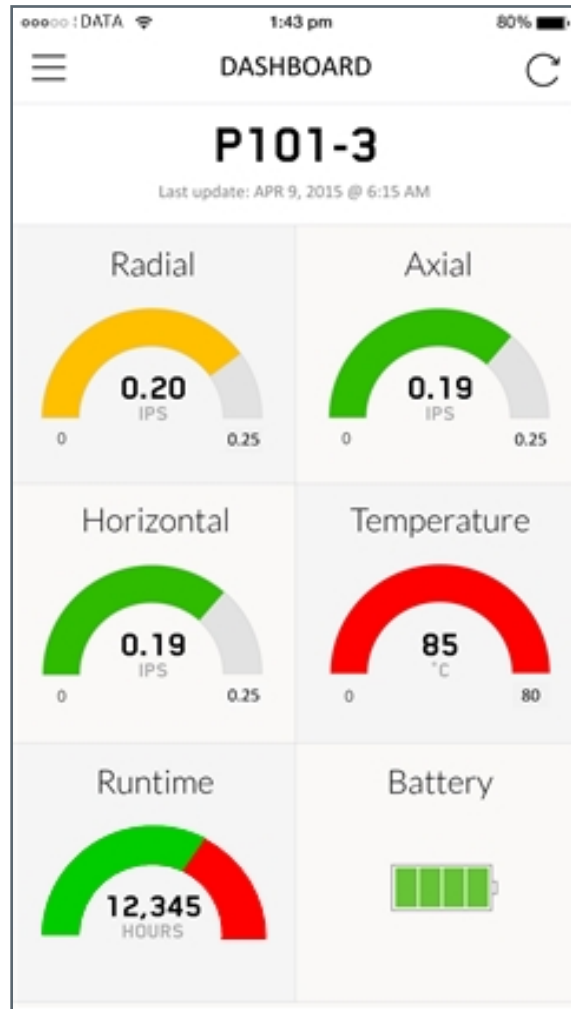 DATA 1:43 pm 80%
DASHBOARD
P101-3
Last update: APR 9, 2015 @ 6:15 AM
Radial
0.20
IPS
0 0.25
Axial
0.19
IPS
0 0.25
Horizontal
0.19
IPS
0 0.25
Temperature
85
°C
0 80
Runtime
12,345
HOURS
Battery